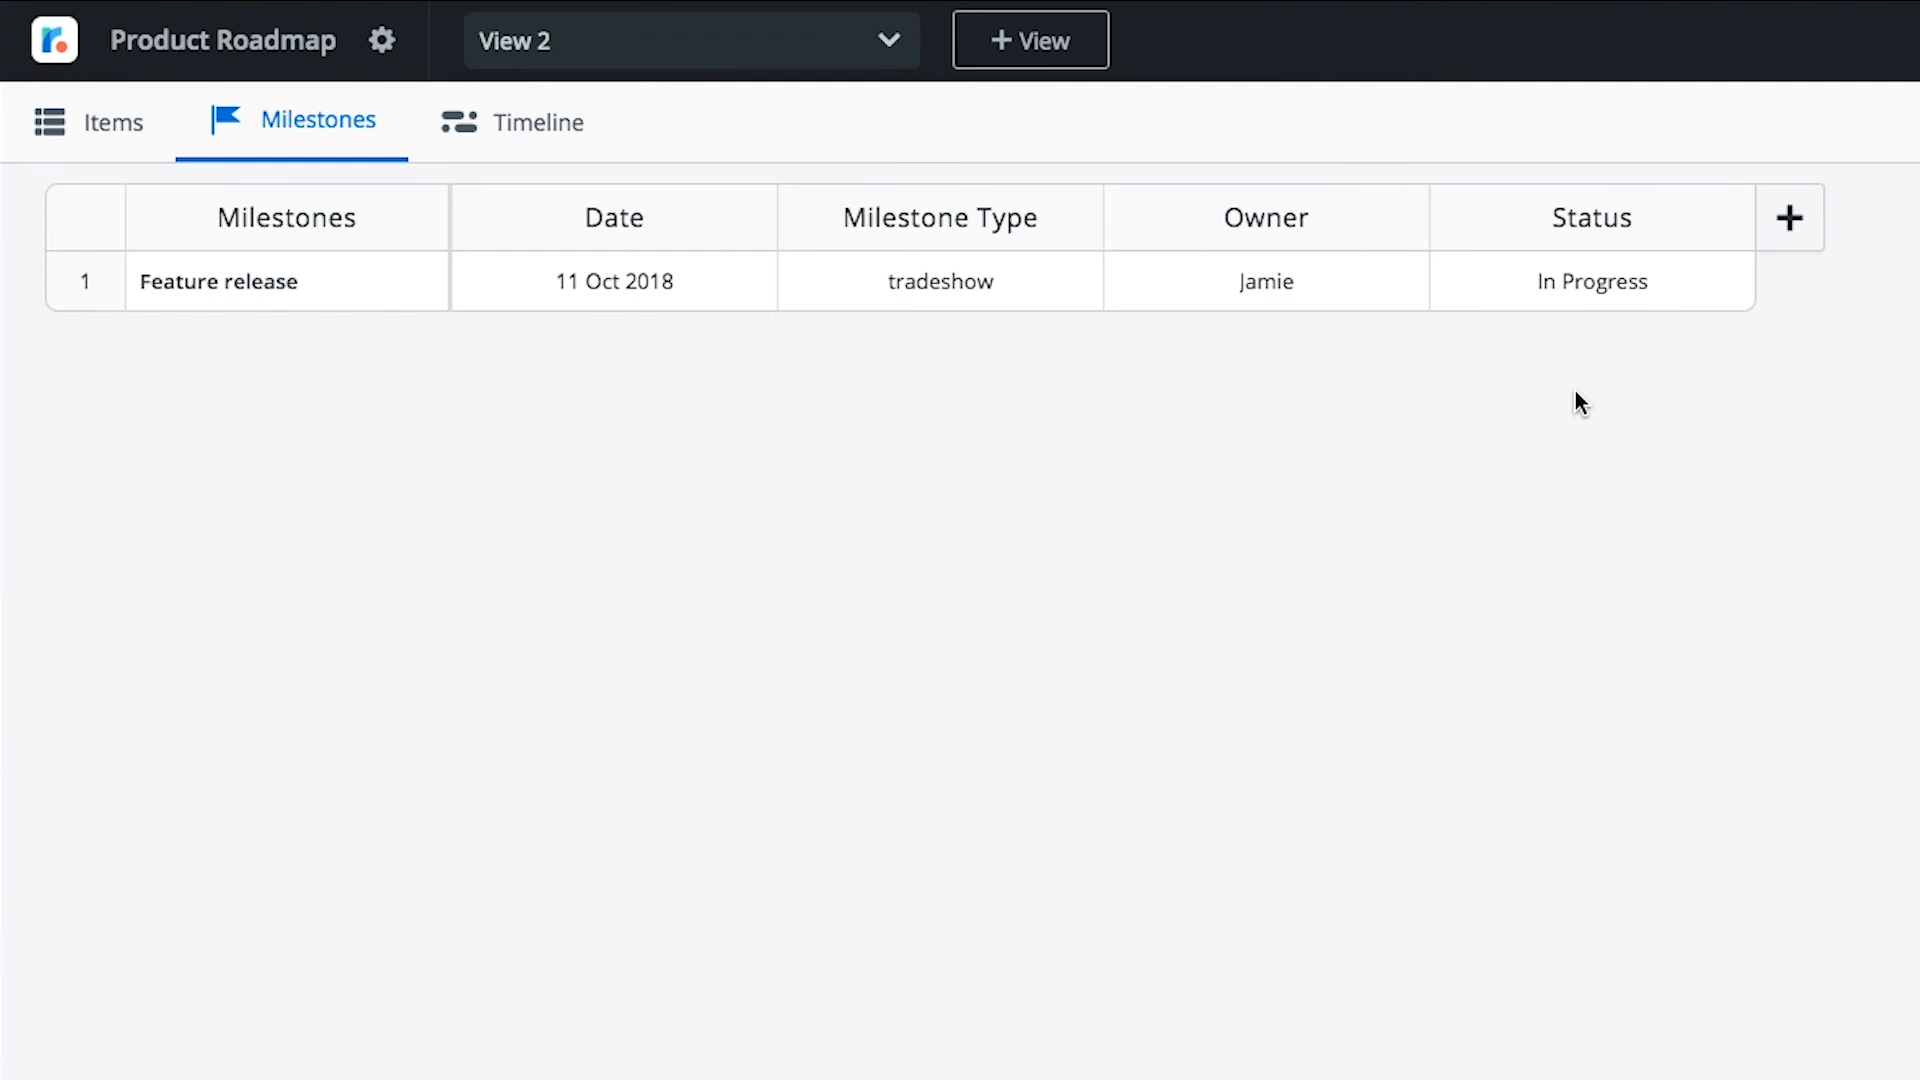 Product Roadmap
View 2
+ View
Items
Milestones
Timeline
Milestones
Date
Milestone Type
Owner
Status
1
Feature release
11 Oct 2018
tradeshow
Jamie
In Progress